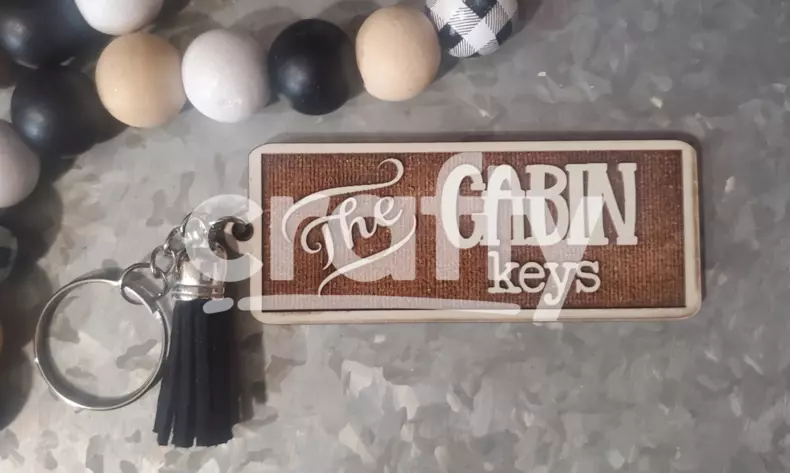 The CABIN
keys
crafty